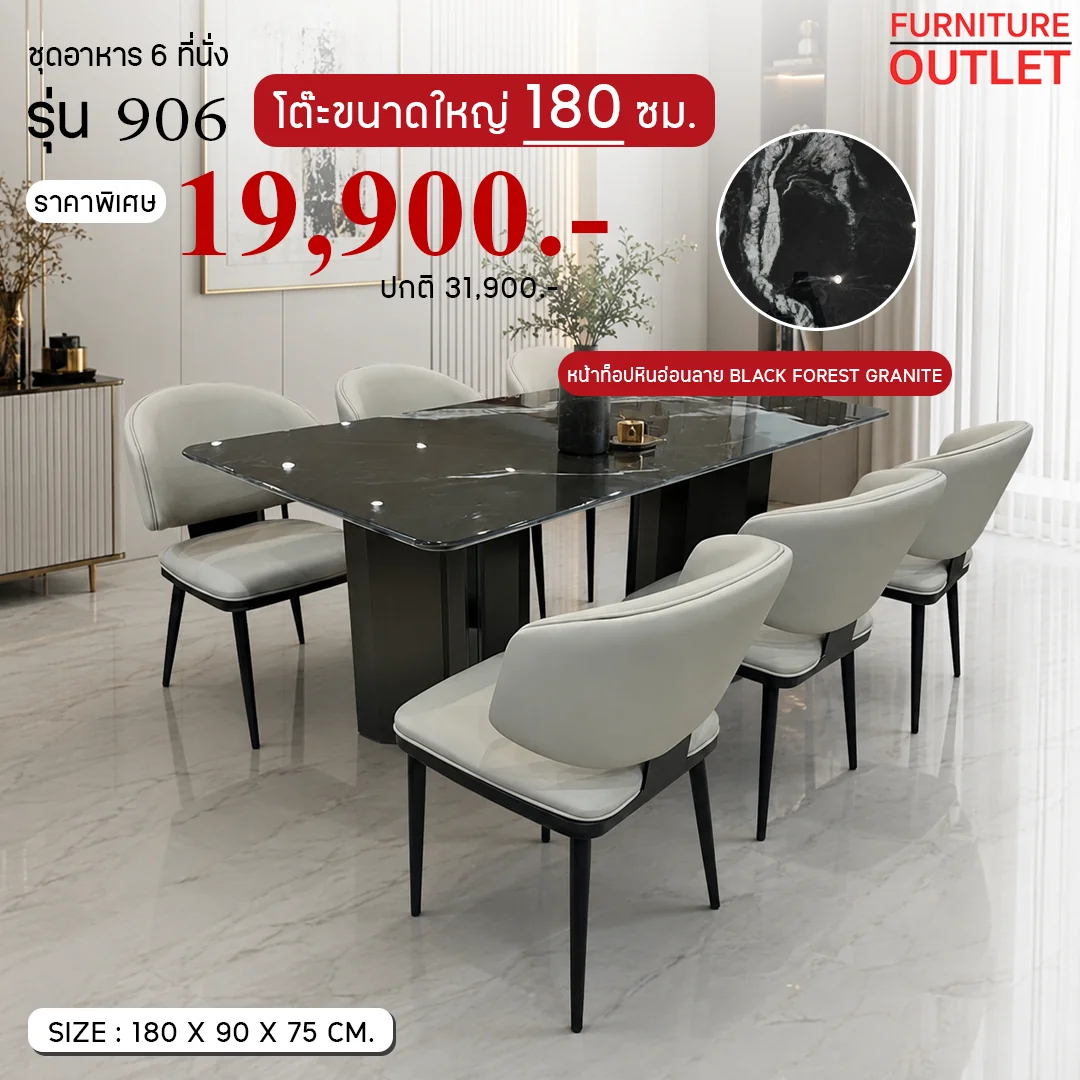 ชุดอาหาร 6 ที่นั่ง
รุ่น 906
โต๊ะขนาดใหญ่ 180 ซม.
FURNITURE
OUTLET
ราคาพิเศษ 19,900.-
ปกติ 31,900.-
หน้าท็อปหินอ่อนลาย BLACK FOREST GRANITE
SIZE : 180 X 90 X 75 CM.